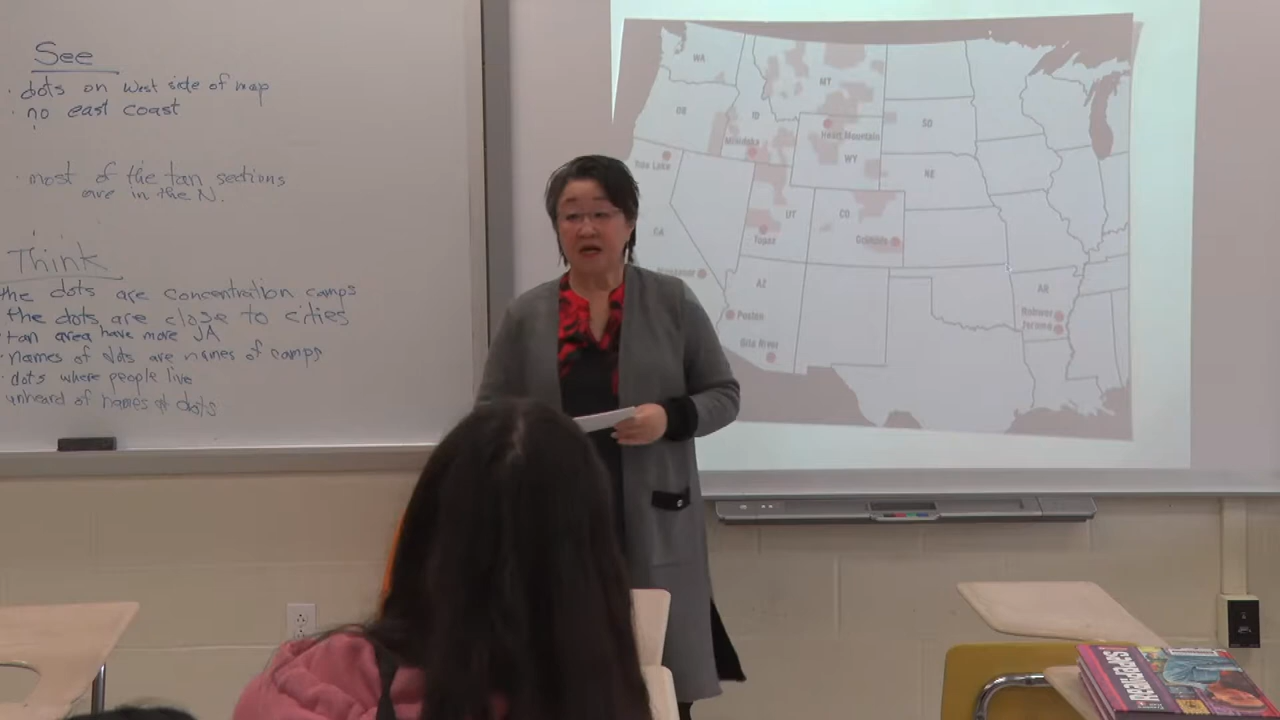 See
· dots on west side of map
· no east coast
· most of the tan sections
are in the N.
Think
the dots are concentration camps
the dots are close to cities
· tan area have more JA
· names of dots are names of camps
· dots where people live
unheard of names of dots
WA
MT
OR
ID
SD
Heart Mountain
Minidoka
WY
Tule Lake
NE
UT
CO
CA
Topaz
Granada
Manzanar
AZ
AR
Poston
Rohwer
Jerome
Gila River
Realidades